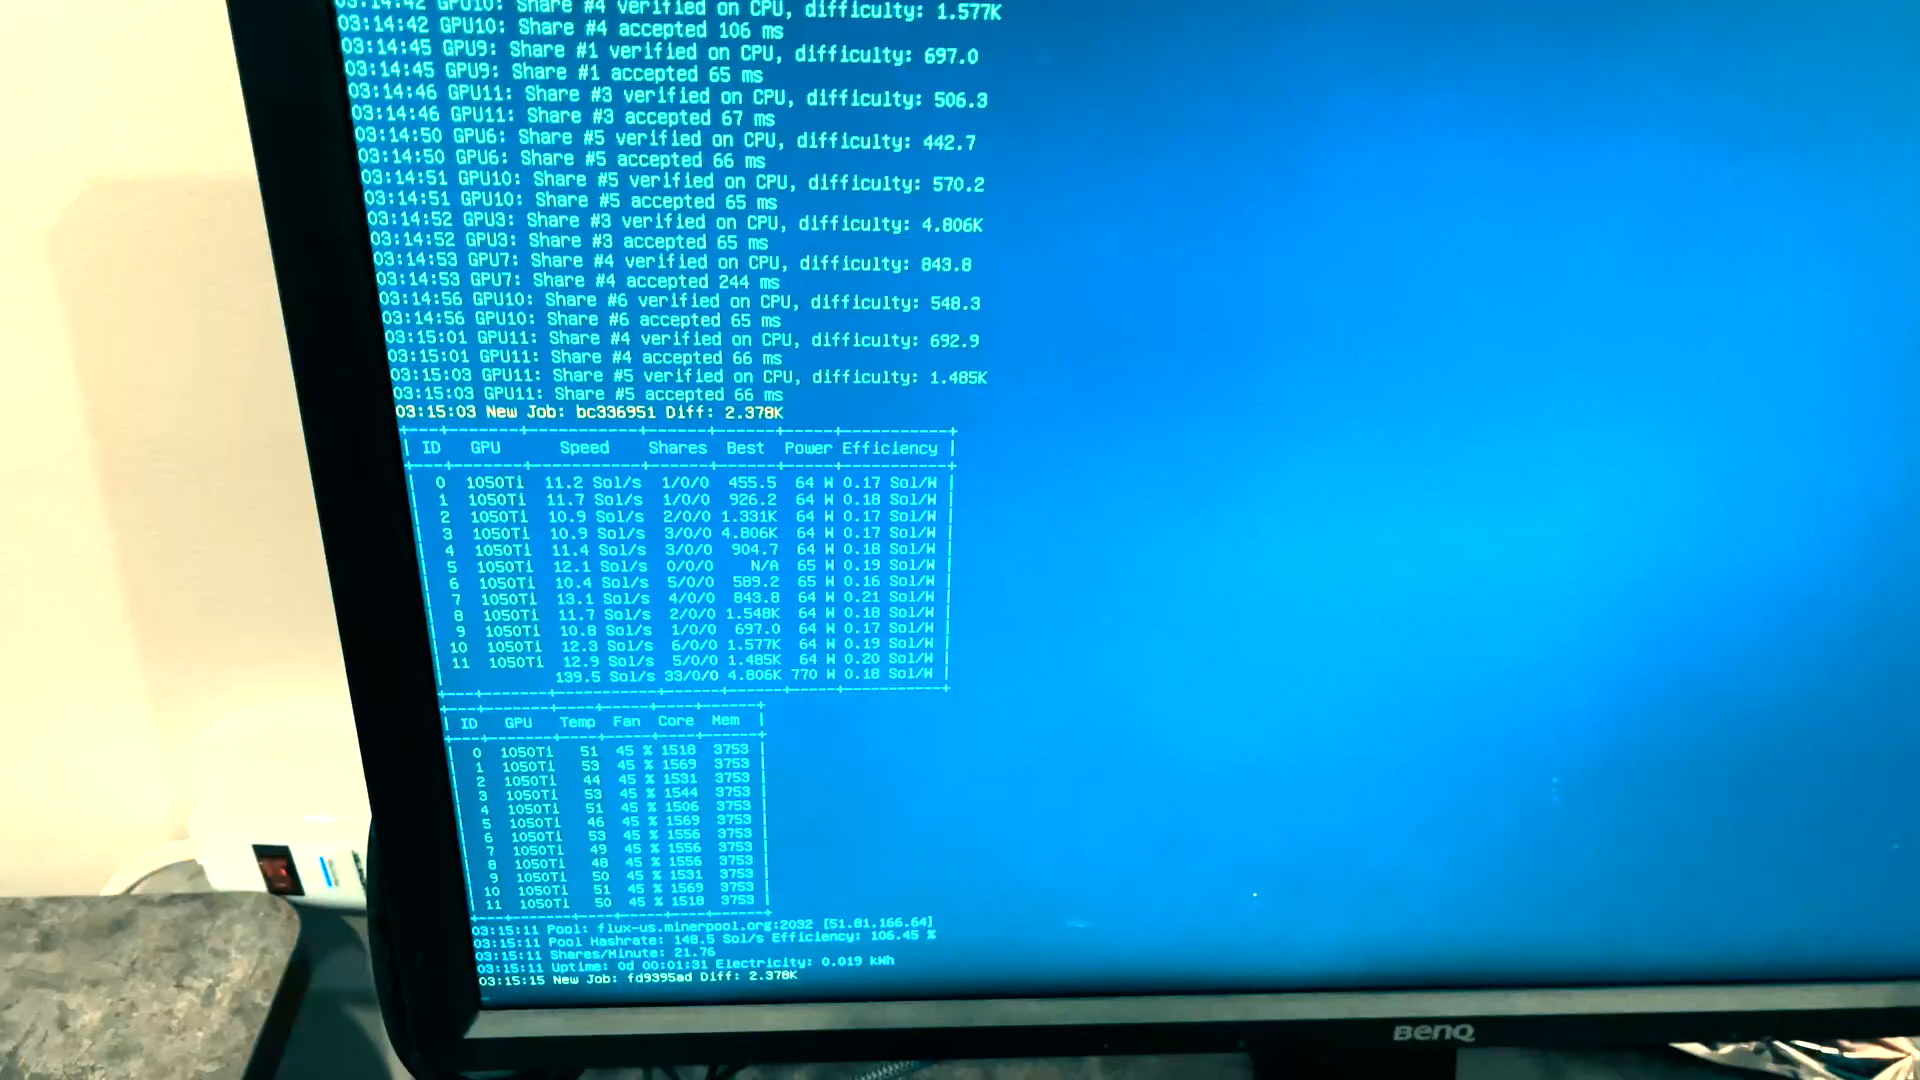 03:14:42 GPU10: Share #4 verified on CPU, difficulty: 1.577K
03:14:42 GPU10: Share #4 accepted 106 ms
03:14:45 GPU9: Share #1 verified on CPU, difficulty: 697.0
03:14:45 GPU9: Share #1 accepted 65 ms
03:14:46 GPU11: Share #3 verified on CPU, difficulty: 506.3
03:14:46 GPU11: Share #3 accepted 67 ms
03:14:50 GPU6: Share #5 verified on CPU, difficulty: 442.7
03:14:50 GPU6: Share #5 accepted 66 ms
03:14:51 GPU10: Share #5 verified on CPU, difficulty: 570.2
03:14:51 GPU10: Share #5 accepted 65 ms
03:14:52 GPU3: Share #3 verified on CPU, difficulty: 4.806K
03:14:52 GPU3: Share #3 accepted 65 ms
03:14:53 GPU7: Share #4 verified on CPU, difficulty: 843.8
03:14:53 GPU7: Share #4 accepted 244 ms
03:14:56 GPU10: Share #6 verified on CPU, difficulty: 548.3
03:14:56 GPU10: Share #6 accepted 65 ms
03:15:01 GPU11: Share #4 verified on CPU, difficulty: 692.9
03:15:01 GPU11: Share #4 accepted 66 ms
03:15:03 GPU11: Share #5 verified on CPU, difficulty: 1.485K
03:15:03 GPU11: Share #5 accepted 66 ms
03:15:03 New Job: bc336951 Diff: 2.378K
ID GPU Speed Shares Best Power Efficiency
0 1050Ti 11.2 Sol/s 1/0/0 455.5 64 W 0.17 Sol/W
1 1050Ti 11.7 Sol/s 1/0/0 926.2 64 W 0.18 Sol/W
2 1050Ti 10.9 Sol/s 2/0/0 1.331K 64 W 0.17 Sol/W
3 1050Ti 10.9 Sol/s 3/0/0 4.806K 64 W 0.17 Sol/W
4 1050Ti 11.4 Sol/s 3/0/0 904.7 64 W 0.18 Sol/W
5 1050Ti 12.1 Sol/s 0/0/0 N/A 65 W 0.19 Sol/W
6 1050Ti 10.4 Sol/s 5/0/0 589.2 65 W 0.16 Sol/W
7 1050Ti 13.1 Sol/s 4/0/0 843.8 64 W 0.21 Sol/W
8 1050Ti 11.7 Sol/s 2/0/0 1.548K 64 W 0.18 Sol/W
9 1050Ti 10.8 Sol/s 1/0/0 697.0 64 W 0.17 Sol/W
10 1050Ti 12.3 Sol/s 6/0/0 1.577K 64 W 0.19 Sol/W
11 1050Ti 12.9 Sol/s 5/0/0 1.485K 64 W 0.20 Sol/W
139.5 Sol/s 33/0/0 4.806K 770 W 0.18 Sol/W
ID GPU Temp Fan Core Mem
0 1050Ti 51 45 % 1518 3753
1 1050Ti 53 45 % 1569 3753
2 1050Ti 44 45 % 1531 3753
3 1050Ti 53 45 % 1544 3753
4 1050Ti 51 45 % 1506 3753
5 1050Ti 46 45 % 1569 3753
6 1050Ti 53 45 % 1556 3753
7 1050Ti 49 45 % 1556 3753
8 1050Ti 48 45 % 1556 3753
9 1050Ti 50 45 % 1531 3753
10 1050Ti 51 45 % 1569 3753
11 1050Ti 50 45 % 1518 3753
03:15:11 Pool: flux-us.minerpool.org:2032 [51.81.166.64]
03:15:11 Pool Hashrate: 148.5 Sol/s Efficiency: 106.45 %
03:15:11 Shares/Minute: 21.76
03:15:11 Uptime: 0d 00:01:31 Electricity: 0.019 kWh
03:15:15 New Job: fd9395ad Diff: 2.378K
BenQ